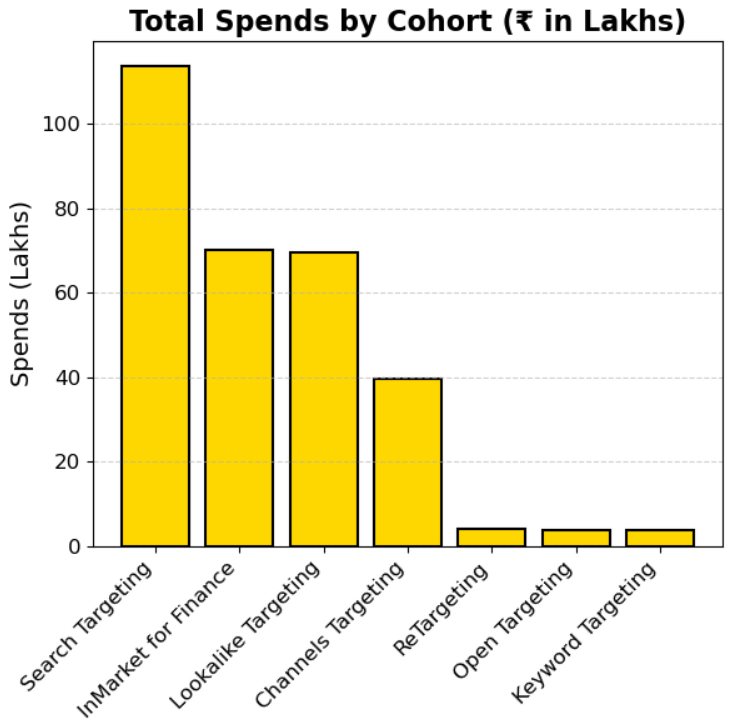 Total Spends by Cohort (₹ in Lakhs)
Spends (Lakhs)
100
80
60
40
20
0
Search Targeting
InMarket for Finance
Lookalike Targeting
Channels Targeting
ReTargeting
Open Targeting
Keyword Targeting